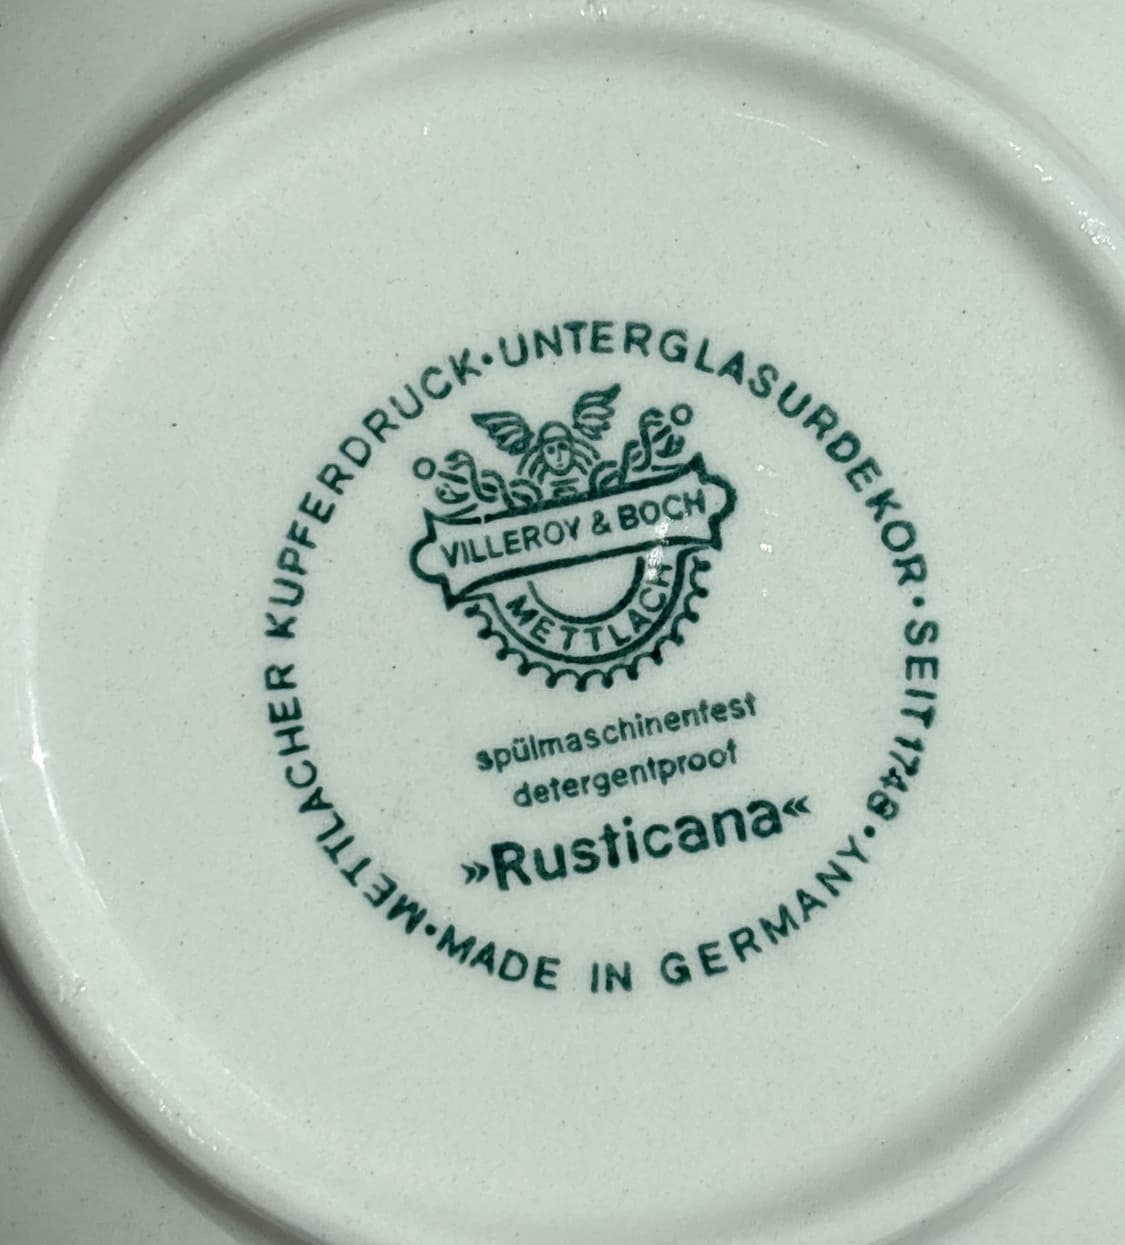 METTLACHER KUPFERDRUCK · UNTERGLASURDEKOR · SEIT 1748 · MADE IN GERMANY ·
VILLEROY & BOCH
METTLACH
spülmaschinenfest
detergentproof
»Rusticana«